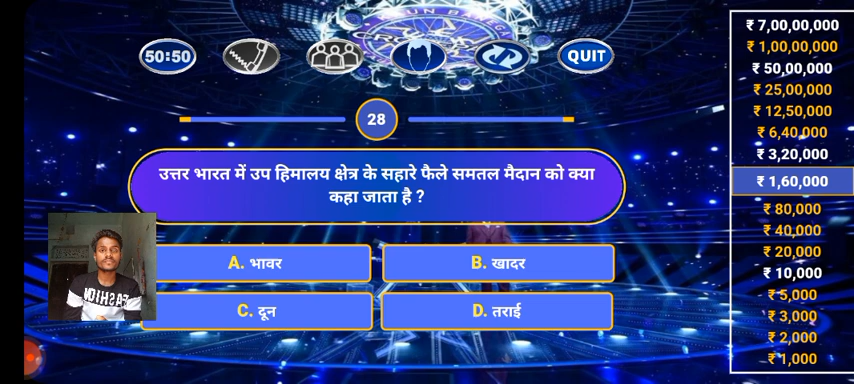 50:50
QUIT
28
उत्तर भारत में उप हिमालय क्षेत्र के सहारे फैले समतल मैदान को क्या
कहा जाता है ?
A. भावर
B. खादर
C. दून
D. तराई
₹ 7,00,00,000
₹ 1,00,00,000
₹ 50,00,000
₹ 25,00,000
₹ 12,50,000
₹ 6,40,000
₹ 3,20,000
₹ 1,60,000
₹ 80,000
₹ 40,000
₹ 20,000
₹ 10,000
₹ 5,000
₹ 3,000
₹ 2,000
₹ 1,000